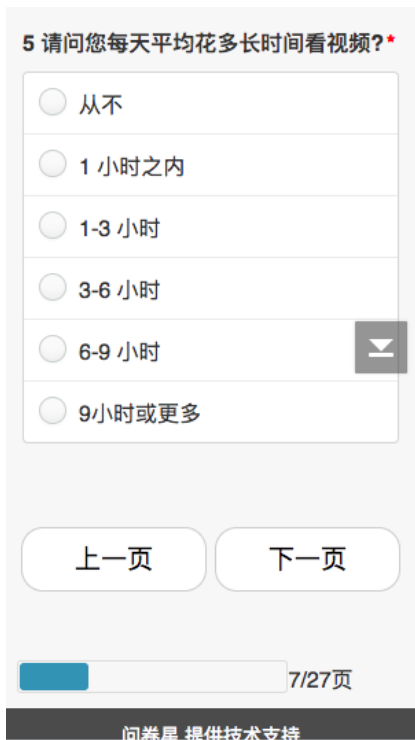 5 请问您每天平均花多长时间看视频?*
从不
1 小时之内
1-3 小时
3-6 小时
6-9 小时
9小时或更多
上一页
下一页
7/27页
问卷星 提供技术支持